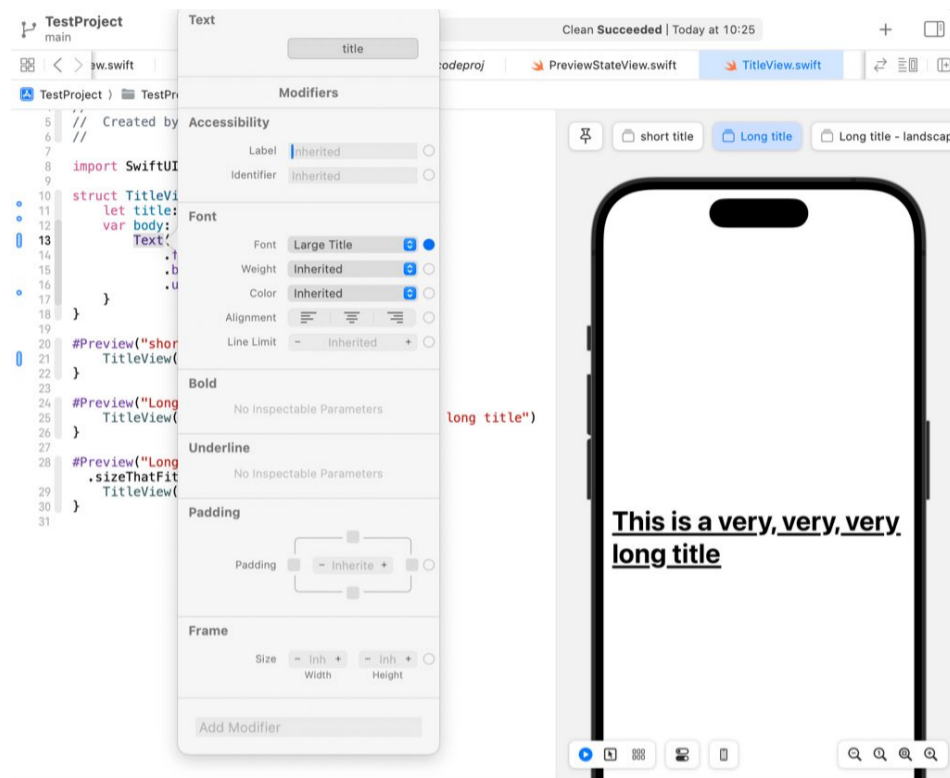 TestProject
main
Clean Succeeded | Today at 10:25
ew.swift
codeproj
PreviewStateView.swift
TitleView.swift
TestProject
TestPr
Text
title
Modifiers
Accessibility
Label
Inherited
Identifier
Inherited
Font
Font
Large Title
Weight
Inherited
Color
Inherited
Alignment
Line Limit
- Inherited +
Bold
No Inspectable Parameters
Underline
No Inspectable Parameters
Padding
Padding
- Inherite +
Frame
Size
- Inh +
- Inh +
Width
Height
Add Modifier
5 // Created by
6 //
7
8 import SwiftUI
9
10 struct TitleVi
11 let title:
12 var body:
13 Text(
14 .f
15 .b
16 .u
17 }
18 }
19
20 #Preview("shor
21 TitleView(
22 }
23
24 #Preview("Long
25 TitleView( long title")
26 }
27
28 #Preview("Long
.sizeThatFit
29 TitleView(
30 }
31
short title
Long title
Long title - landscap
This is a very, very, very
long title